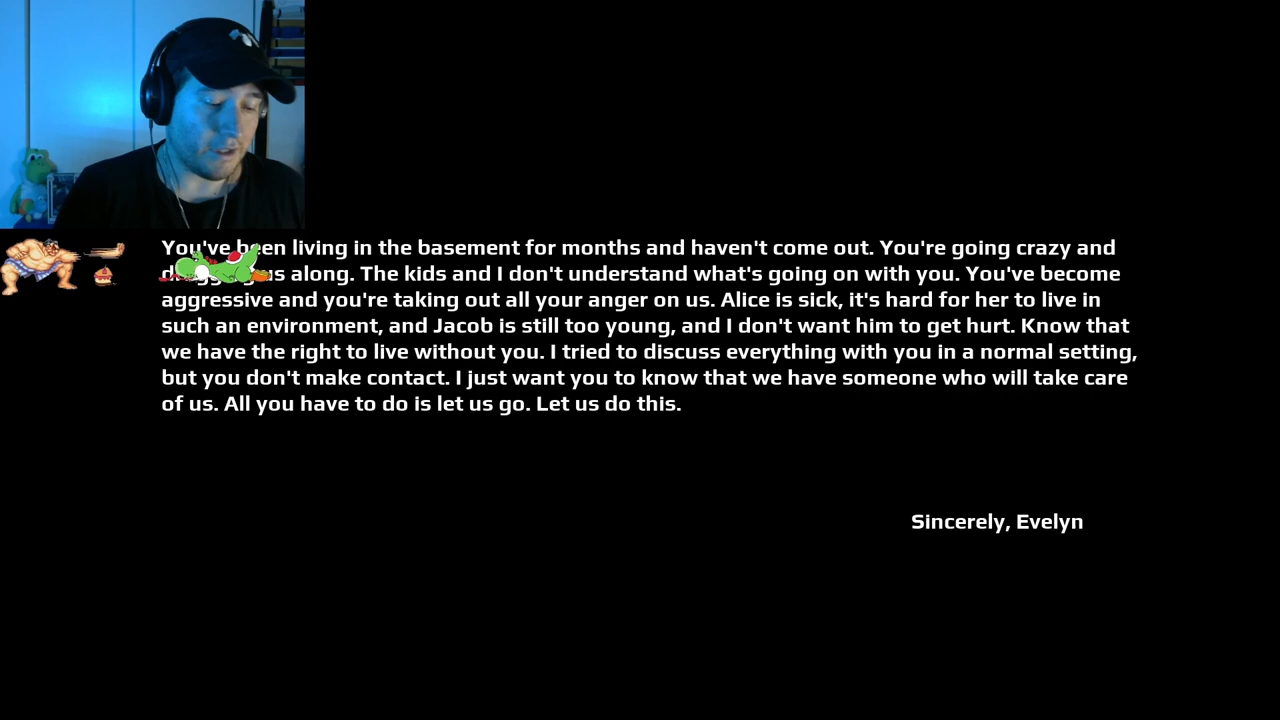 You've been living in the basement for months and haven't come out. You're going crazy and
us along. The kids and I don't understand what's going on with you. You've become
aggressive and you're taking out all your anger on us. Alice is sick, it's hard for her to live in
such an environment, and Jacob is still too young, and I don't want him to get hurt. Know that
we have the right to live without you. I tried to discuss everything with you in a normal setting,
but you don't make contact. I just want you to know that we have someone who will take care
of us. All you have to do is let us go. Let us do this.
Sincerely, Evelyn